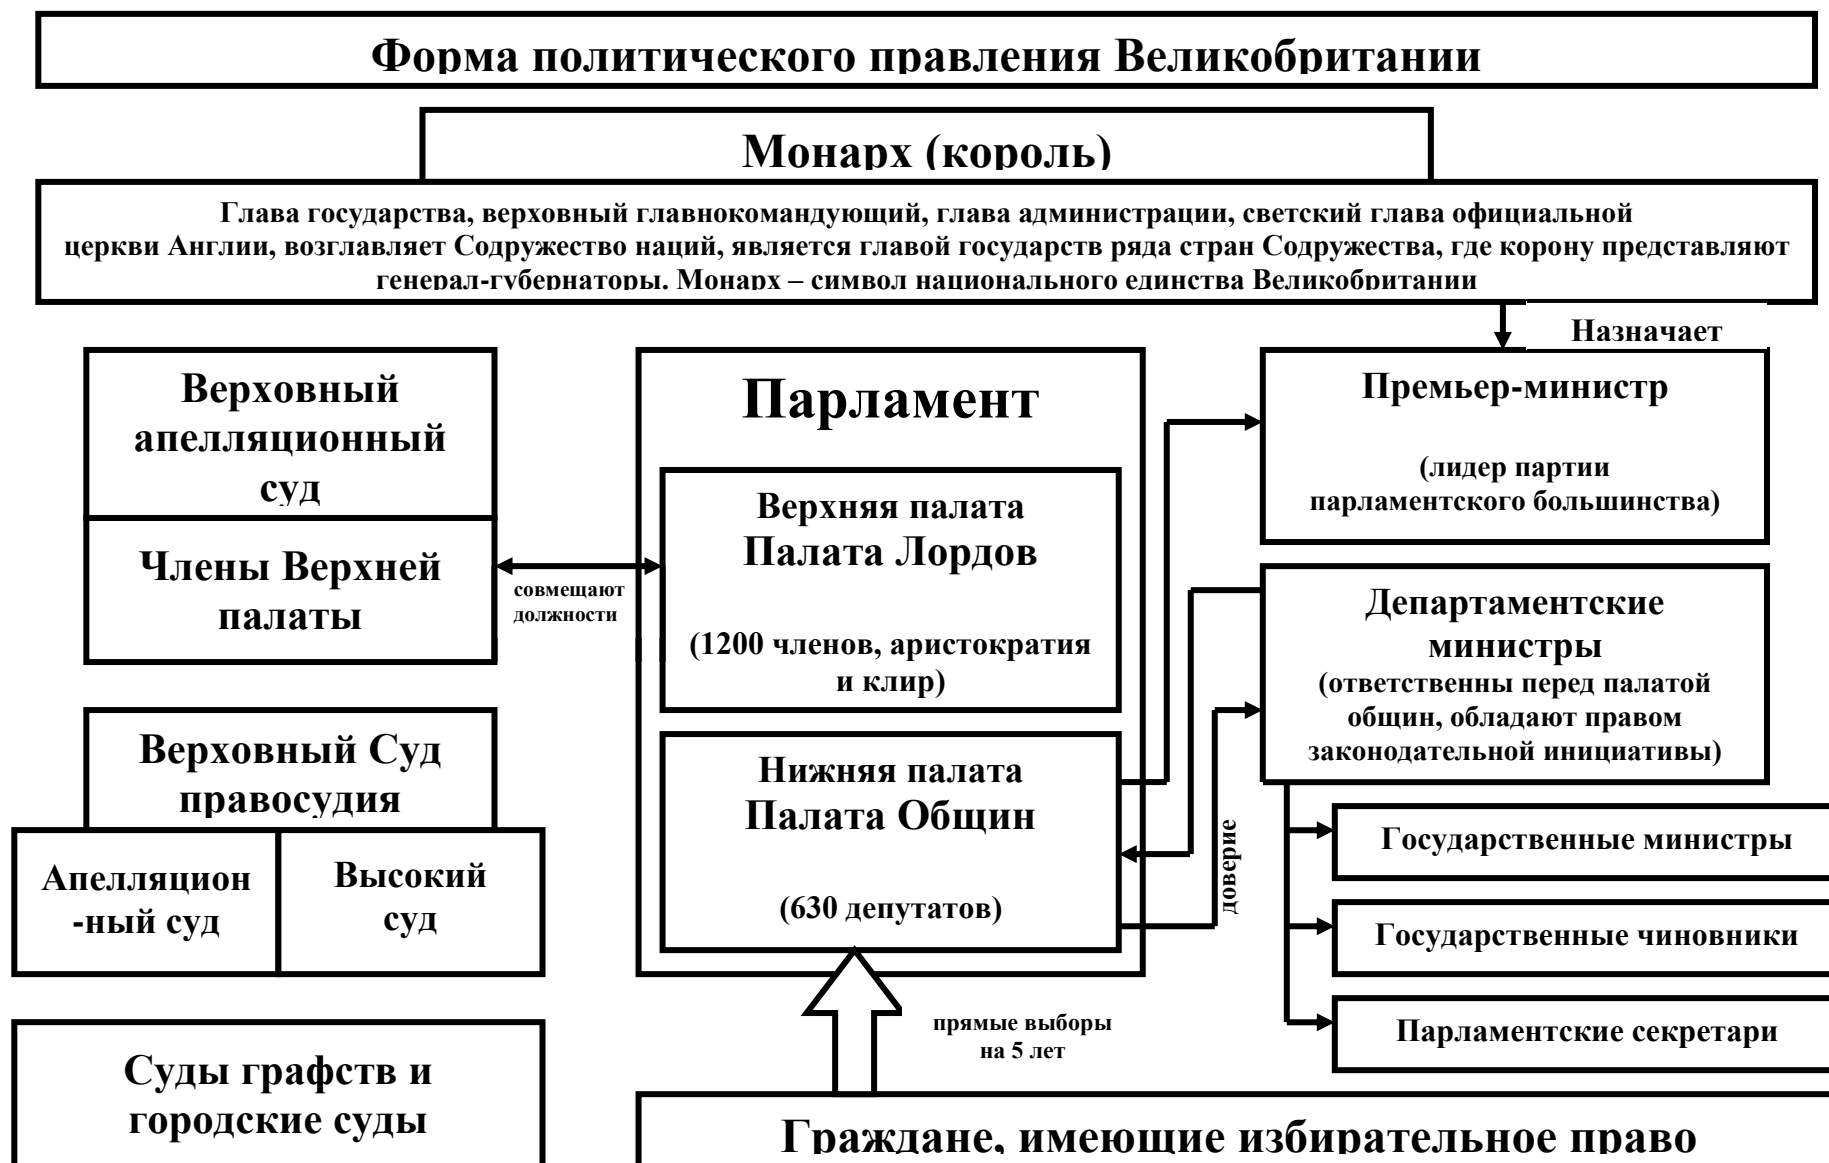 Форма политического правления Великобритании
Монарх (король)
Глава государства, верховный главнокомандующий, глава администрации, светский глава официальной
церкви Англии, возглавляет Содружество наций, является главой государств ряда стран Содружества, где корону представляют
генерал-губернаторы. Монарх – символ национального единства Великобритании
Назначает
Верховный
апелляционный
суд
Члены Верхней
палаты
совмещают
должности
Верховный Суд
правосудия
Апелляцион
-ный суд
Высокий
суд
Суды графств и
городские суды
Парламент
Верхняя палата
Палата Лордов
(1200 членов, аристократия
и клир)
Нижняя палата
Палата Общин
(630 депутатов)
прямые выборы
на 5 лет
Граждане, имеющие избирательное право
Премьер-министр
(лидер партии
парламентского большинства)
Департаментские
министры
(ответственны перед палатой
общин, обладают правом
законодательной инициативы)
доверие
Государственные министры
Государственные чиновники
Парламентские секретари